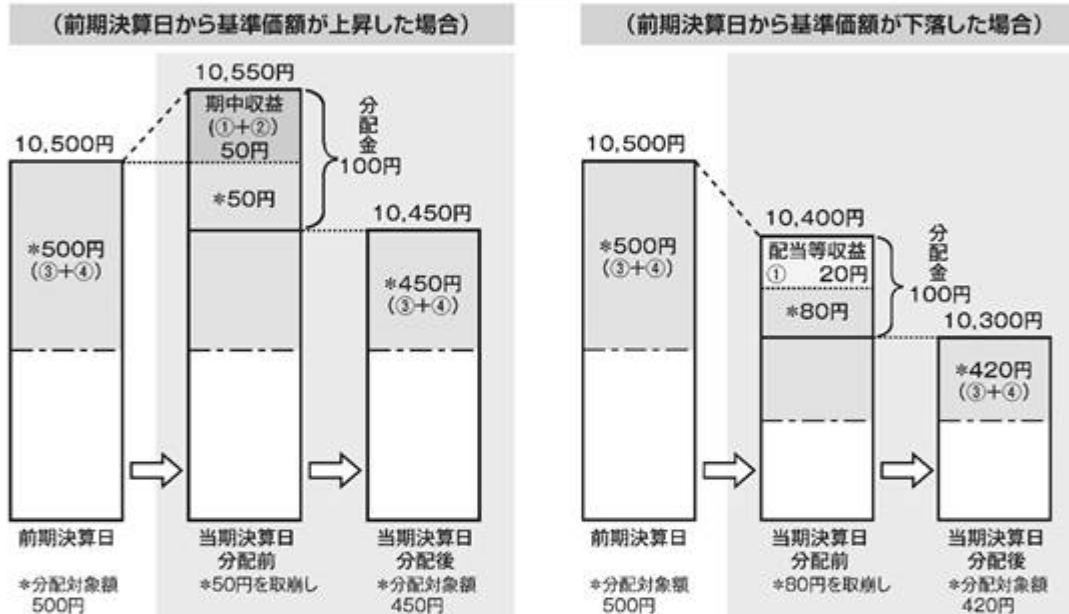 （前期決算日から基準価額が上昇した場合）
10,550円
期中収益
（①＋②）
50円
＊50円
分配金
100円
10,500円
＊500円
（③＋④）
10,450円
＊450円
（③＋④）
前期決算日
当期決算日
分配前
当期決算日
分配後
＊分配対象額
500円
＊50円を取崩し
＊分配対象額
450円
（前期決算日から基準価額が下落した場合）
10,500円
＊500円
（③＋④）
10,400円
配当等収益
① 20円
＊80円
分配金
100円
10,300円
＊420円
（③＋④）
前期決算日
当期決算日
分配前
当期決算日
分配後
＊分配対象額
500円
＊80円を取崩し
＊分配対象額
420円